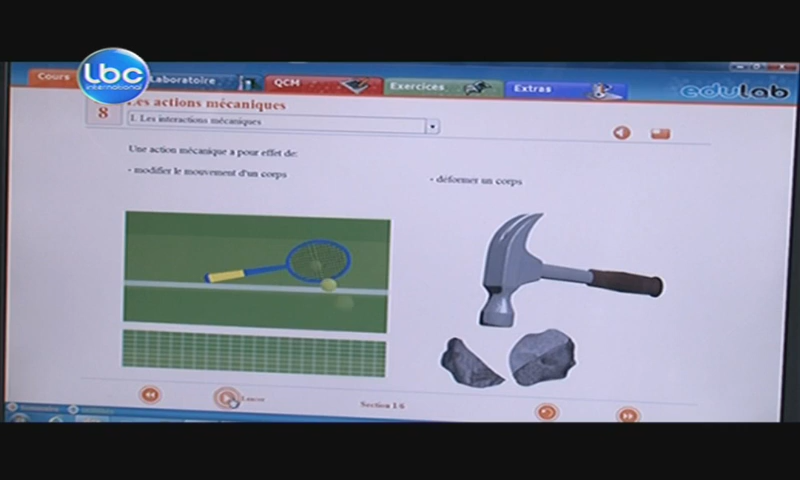 Cours
Laboratoire
QCM
Exercices
Extras
edulab
LBC
international
8
Les actions mécaniques
I. Les interactions mécaniques
Une action mécanique a pour effet de:
- modifier le mouvement d'un corps
- déformer un corps
Lancer
Section 1/6